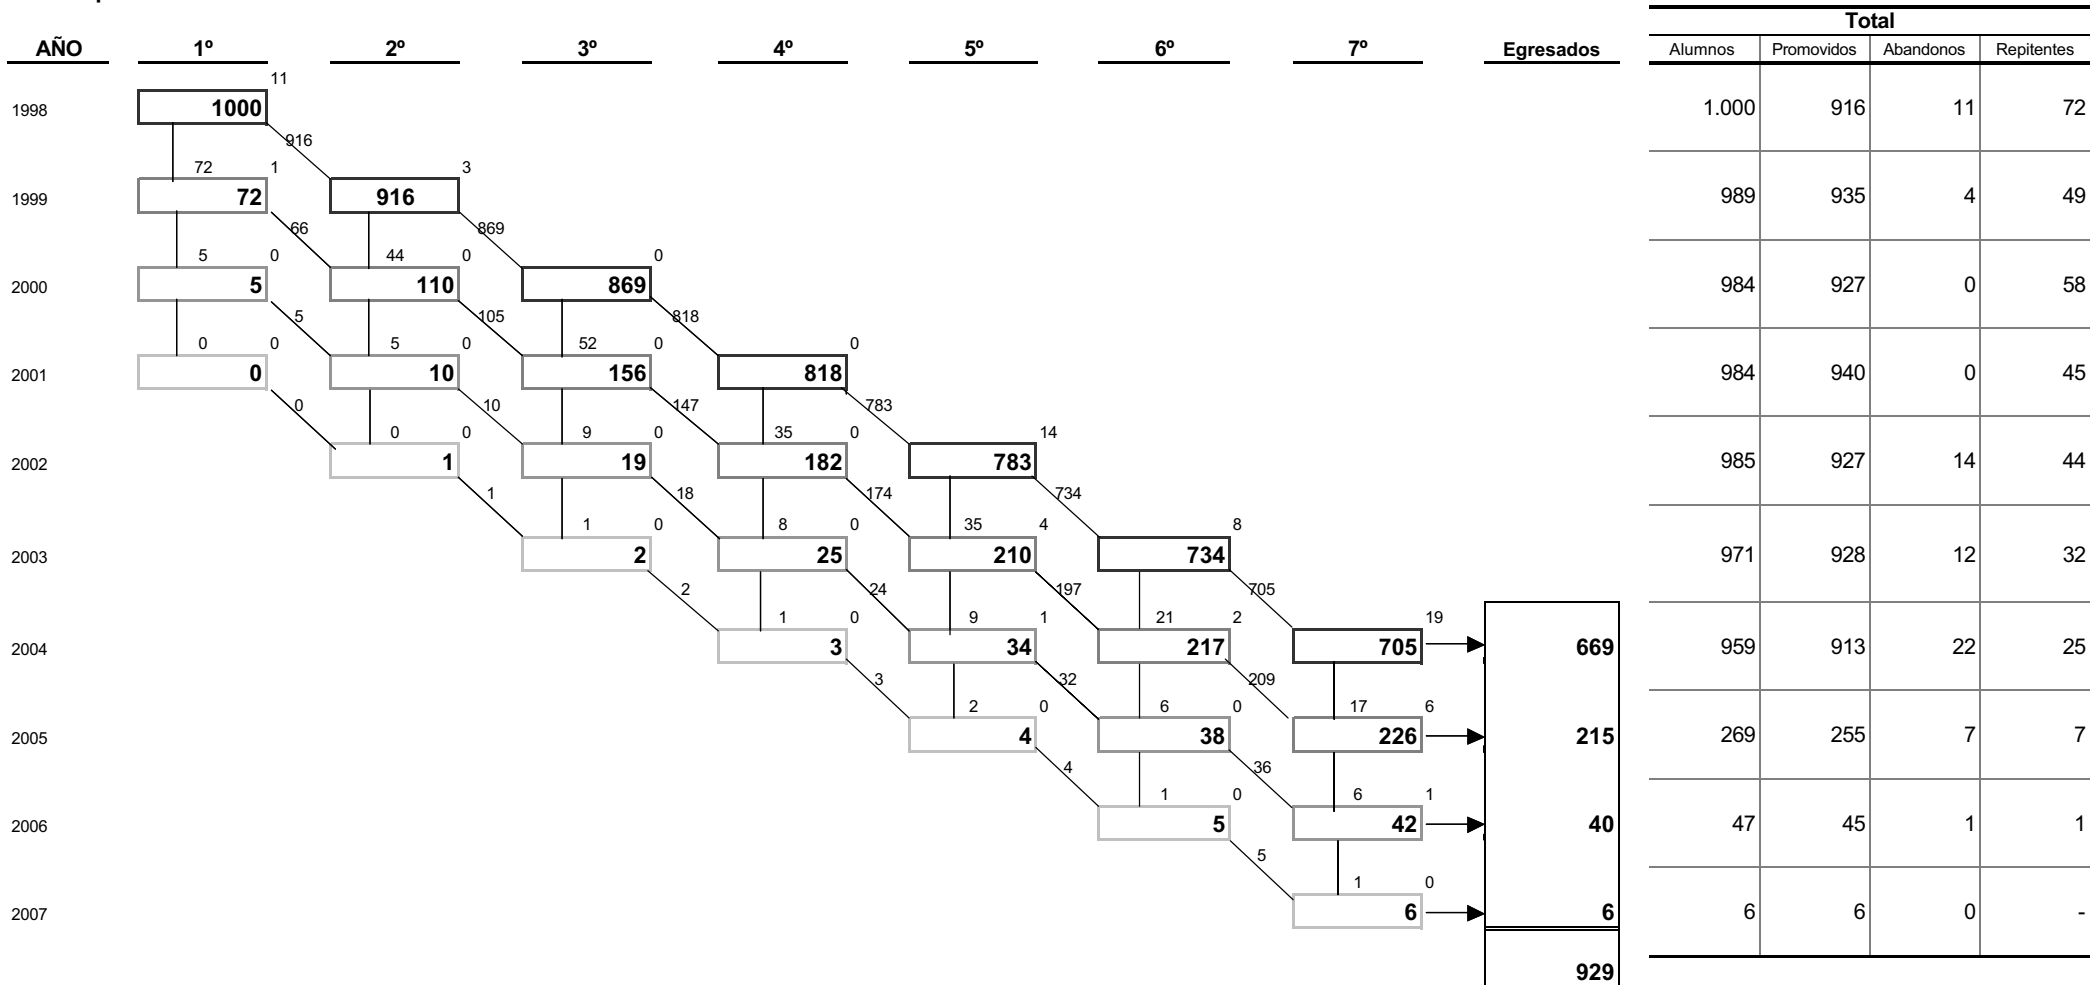 Total
AÑO 1º 2º 3º 4º 5º 6º 7º Egresados Alumnos Promovidos Abandonos Repitentes
11
1998 1000 1.000 916 11 72
916
72 1 3
1999 72 916 989 935 4 49
66 869
5 0 44 0 0
2000 5 110 869 984 927 0 58
5 105 818
0 0 5 0 52 0 0
2001 0 10 156 818 984 940 0 45
0 10 147 783
0 0 9 0 35 0 14
2002 1 19 182 783 985 927 14 44
1 18 174 734
1 0 8 0 35 4 8
2003 2 25 210 734 971 928 12 32
2 24 197 705
1 0 9 1 21 2 19
2004 3 34 217 705 669 959 913 22 25
3 32 209
2 0 6 0 17 6
2005 4 38 226 215 269 255 7 7
4 36
1 0 6 1
2006 5 42 40 47 45 1 1
5
1 0
2007 6 6 6 6 0 -
929